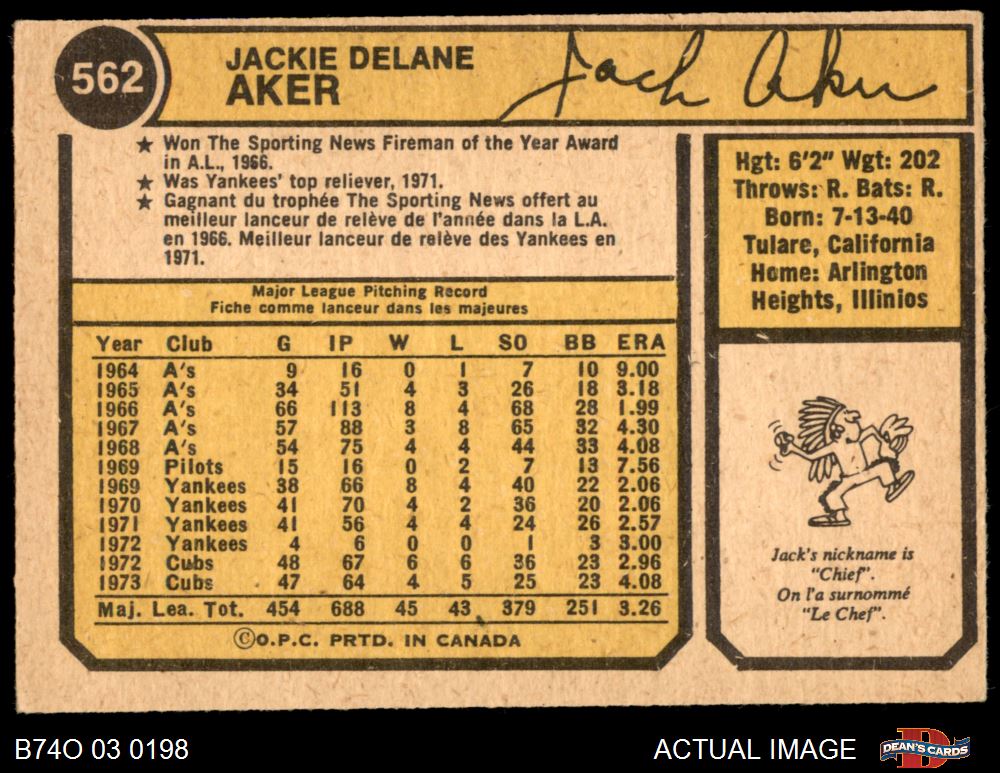 562
JACKIE DELANE
AKER
Jack Aker
★ Won The Sporting News Fireman of the Year Award
in A.L., 1966.
★ Was Yankees' top reliever, 1971.
★ Gagnant du trophée The Sporting News offert au
meilleur lanceur de relève de l'année dans la L.A.
en 1966. Meilleur lanceur de relève des Yankees en
1971.
Hgt: 6'2" Wgt: 202
Throws: R. Bats: R.
Born: 7-13-40
Tulare, California
Home: Arlington
Heights, Illinios
Major League Pitching Record
Fiche comme lanceur dans les majeures
Year Club G IP W L SO BB ERA
1964 A's 9 16 0 1 7 10 9.00
1965 A's 34 51 4 3 26 18 3.18
1966 A's 66 113 8 4 68 28 1.99
1967 A's 57 88 3 8 65 32 4.30
1968 A's 54 75 4 4 44 33 4.08
1969 Pilots 15 16 0 2 7 13 7.56
1969 Yankees 38 66 8 4 40 22 2.06
1970 Yankees 41 70 4 2 36 20 2.06
1971 Yankees 41 56 4 4 24 26 2.57
1972 Yankees 4 6 0 0 1 3 3.00
1972 Cubs 48 67 6 6 36 23 2.96
1973 Cubs 47 64 4 5 25 23 4.08
Maj. Lea. Tot. 454 688 45 43 379 251 3.26
©O.P.C. PRTD. IN CANADA
Jack's nickname is
"Chief".
On l'a surnommé
"Le Chef".
B74O 03 0198
ACTUAL IMAGE
D
DEAN'S CARDS